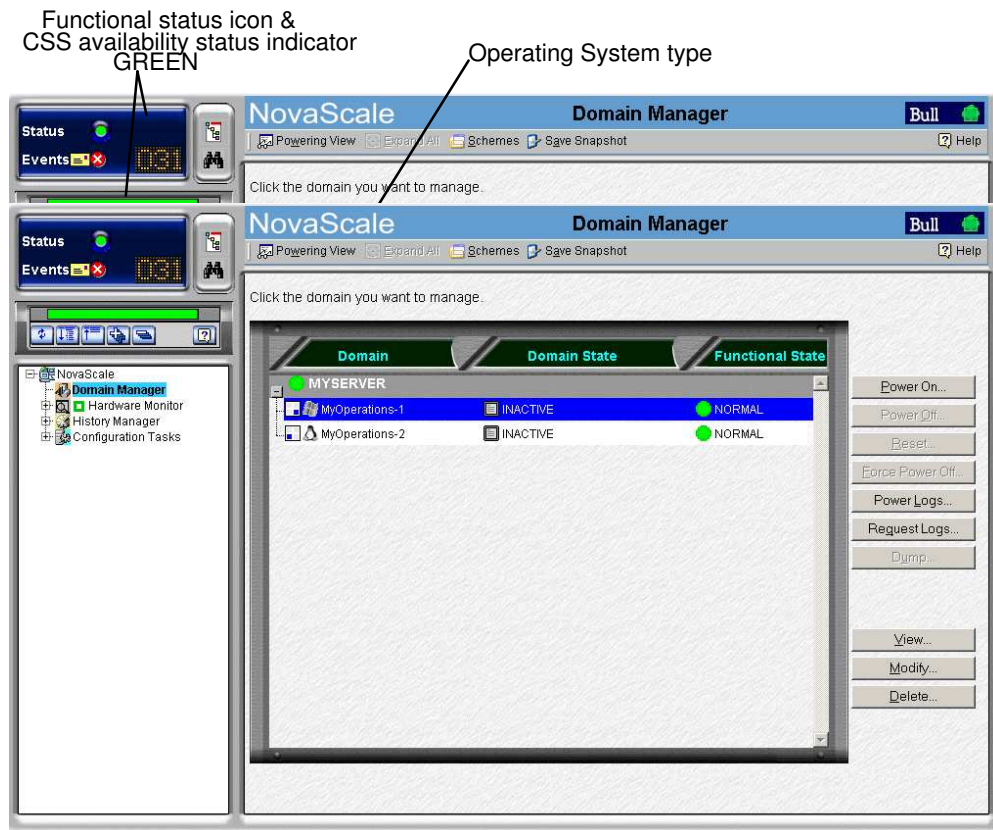 Functional status icon &
CSS availability status indicator
GREEN
Operating System type
Status
Events
031
NovaScale
Domain Manager
Bull
Powering View
Expand All
Schemes
Save Snapshot
Help
Click the domain you want to manage.
Status
Events
031
NovaScale
Domain Manager
Bull
Powering View
Expand All
Schemes
Save Snapshot
Help
Click the domain you want to manage.
NovaScale
Domain Manager
Hardware Monitor
History Manager
Configuration Tasks
Domain
Domain State
Functional State
MYSERVER
MyOperations-1
INACTIVE
NORMAL
MyOperations-2
INACTIVE
NORMAL
Power On...
Power Off...
Reset...
Force Power Off...
Power Logs...
Request Logs...
Dump...
View...
Modify...
Delete...